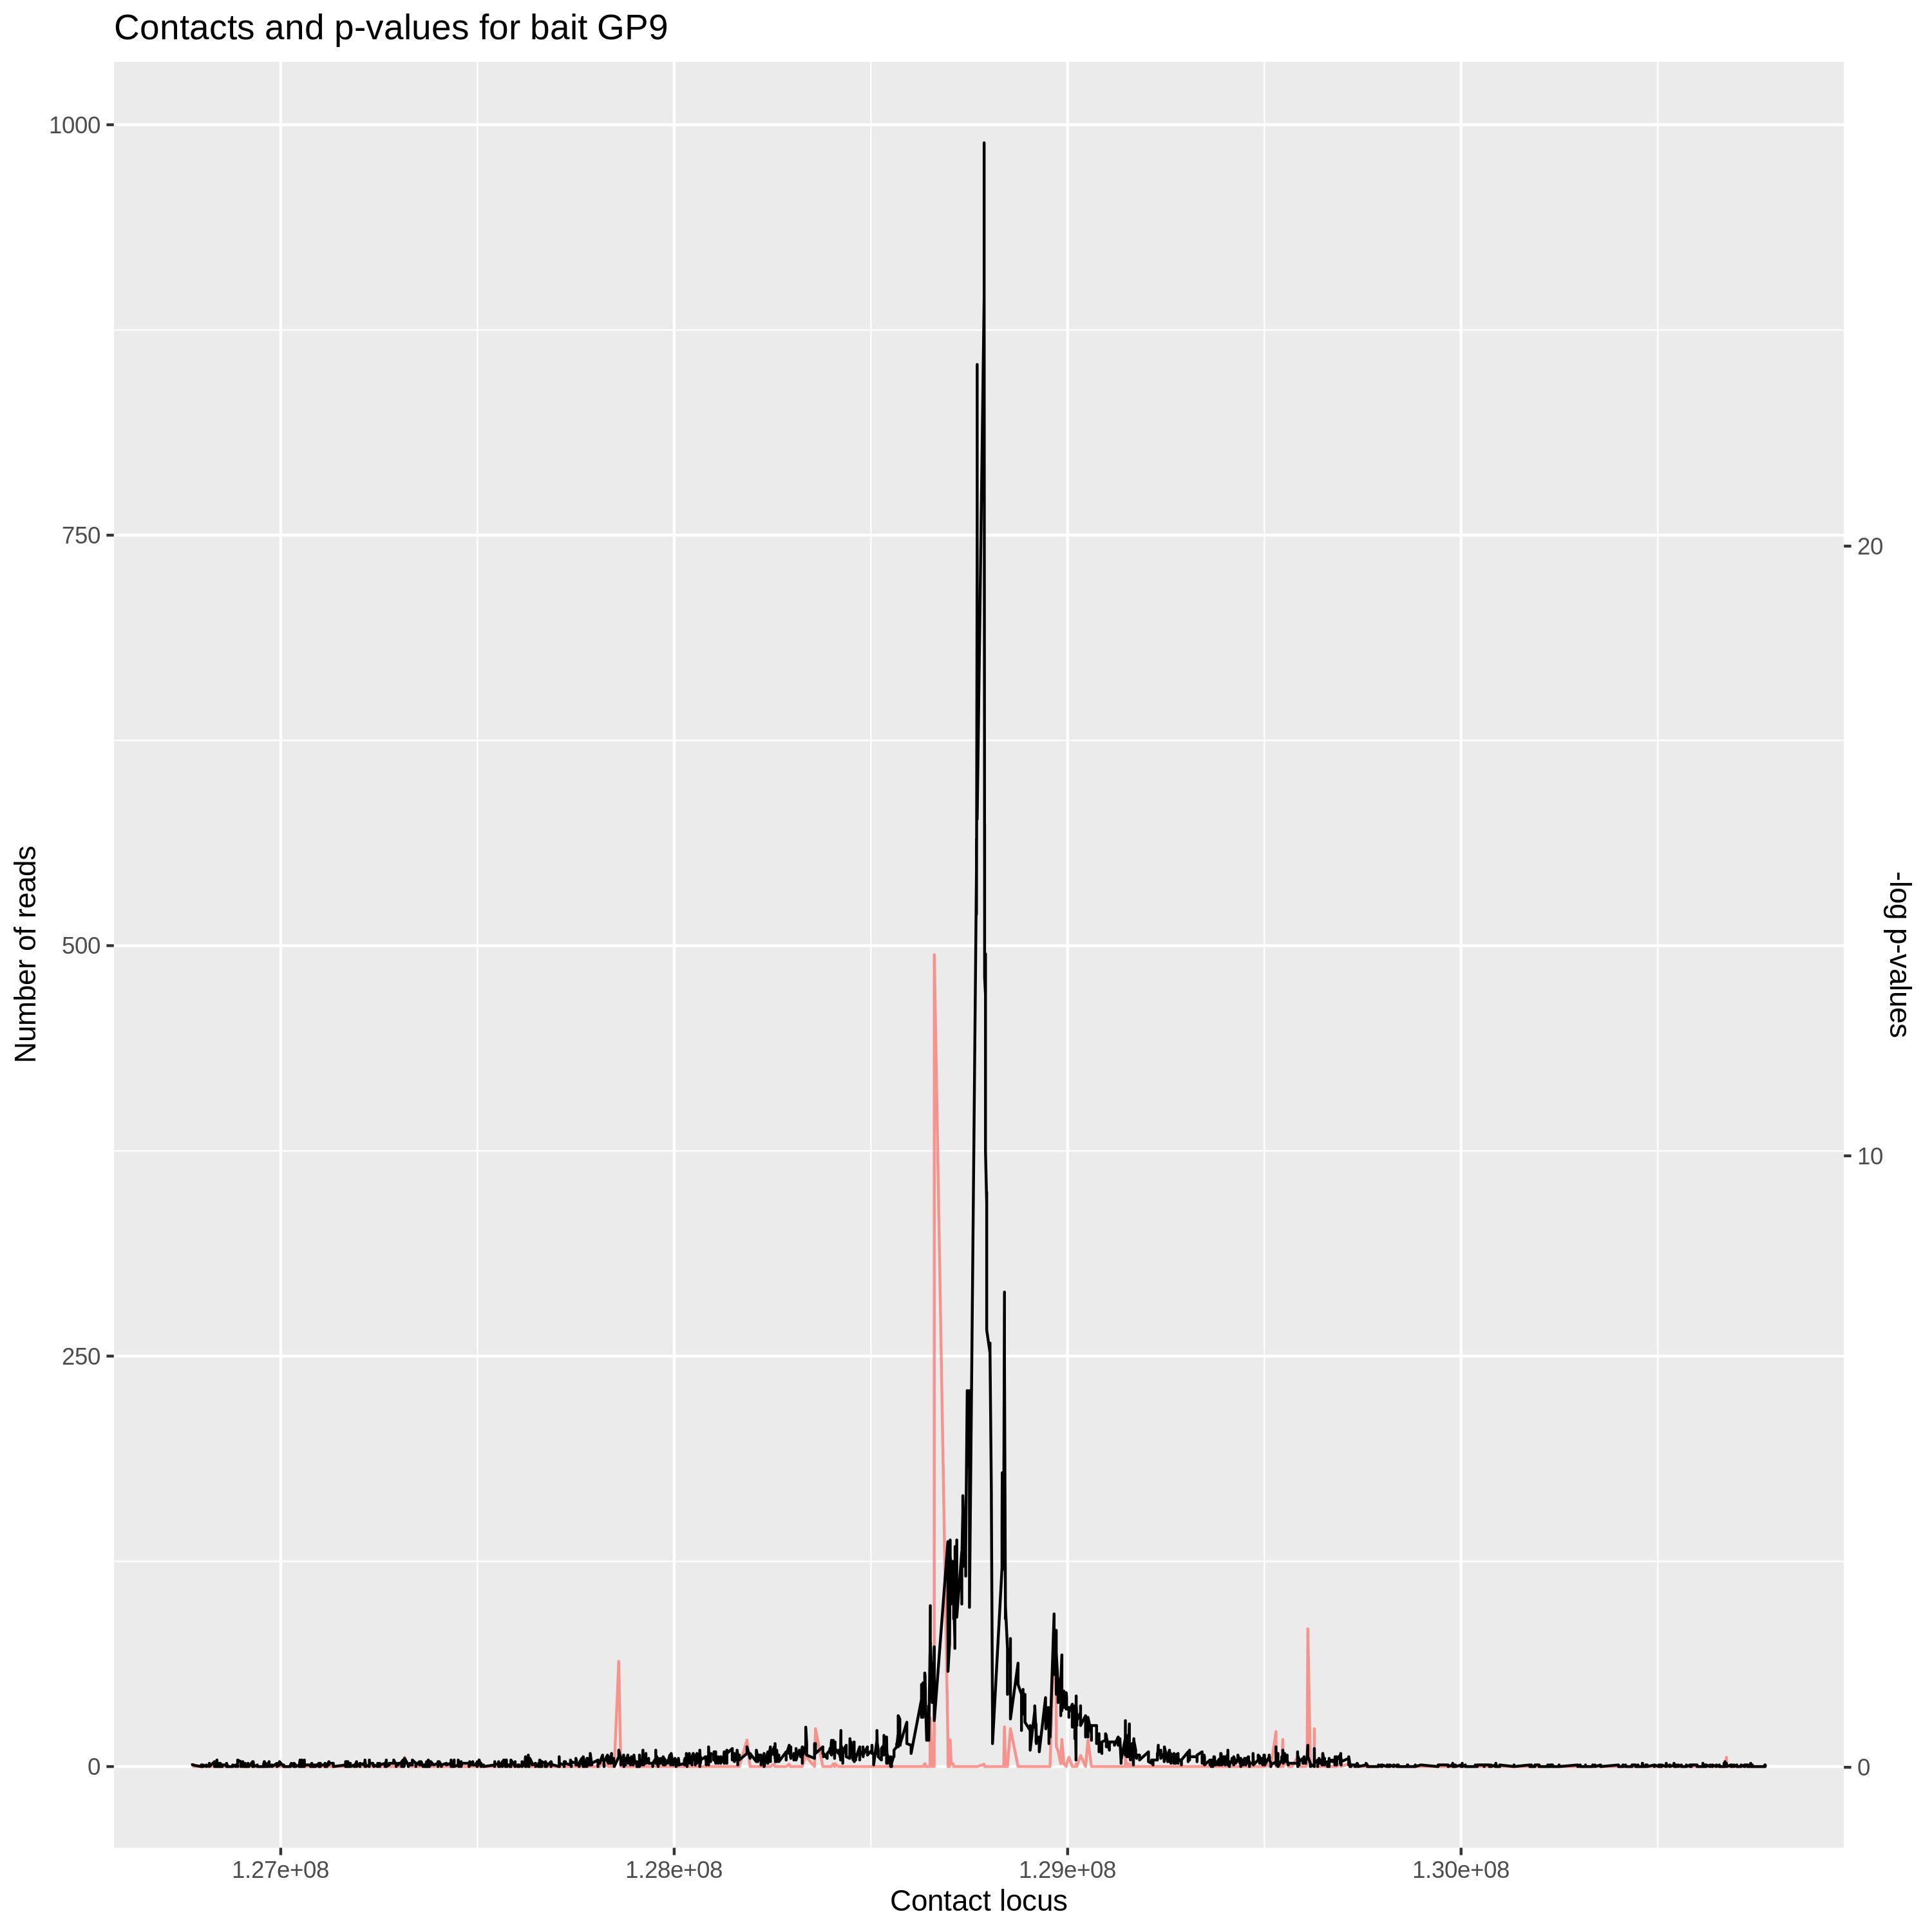 Contacts and p-values for bait GP9
1000
750
500
250
0
Number of reads
20
10
0
-log p-values
1.27e+08
1.28e+08
1.29e+08
1.30e+08
Contact locus